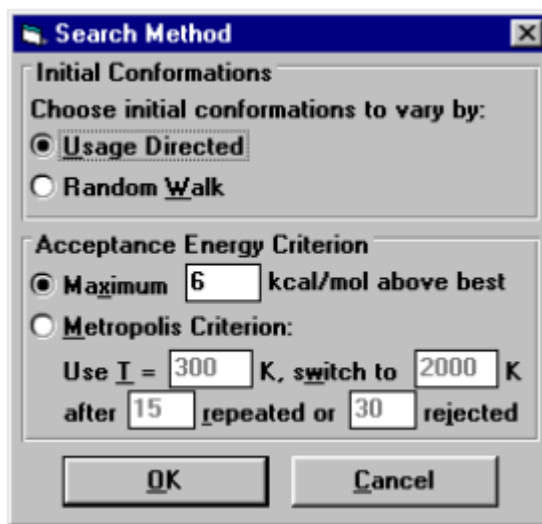 Search Method
Initial Conformations
Choose initial conformations to vary by:
Usage Directed
Random Walk
Acceptance Energy Criterion
Maximum 6 kcal/mol above best
Metropolis Criterion:
Use T = 300 K, switch to 2000 K
after 15 repeated or 30 rejected
OK Cancel